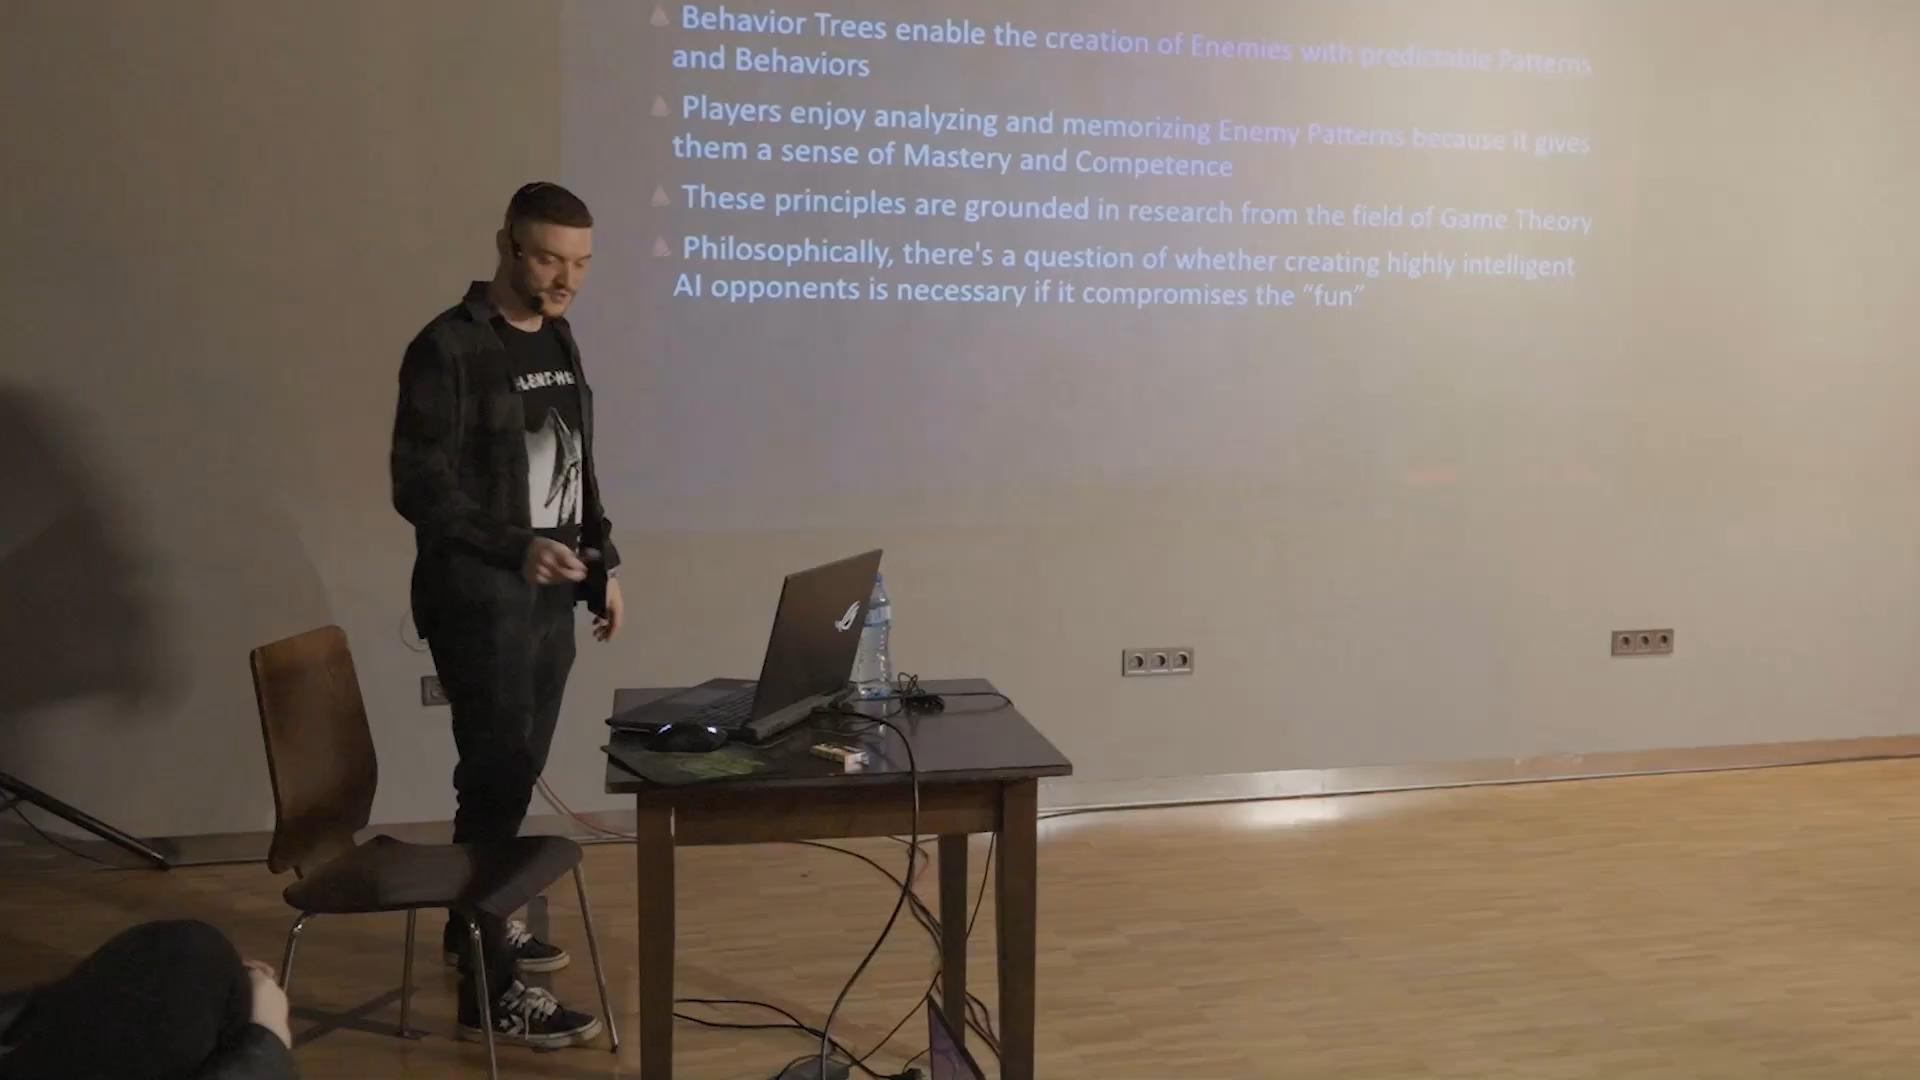 Behavior Trees enable the creation of Enemies with predictable Patterns
and Behaviors
Players enjoy analyzing and memorizing Enemy Patterns because it gives
them a sense of Mastery and Competence
These principles are grounded in research from the field of Game Theory
Philosophically, there's a question of whether creating highly intelligent
AI opponents is necessary if it compromises the “fun”